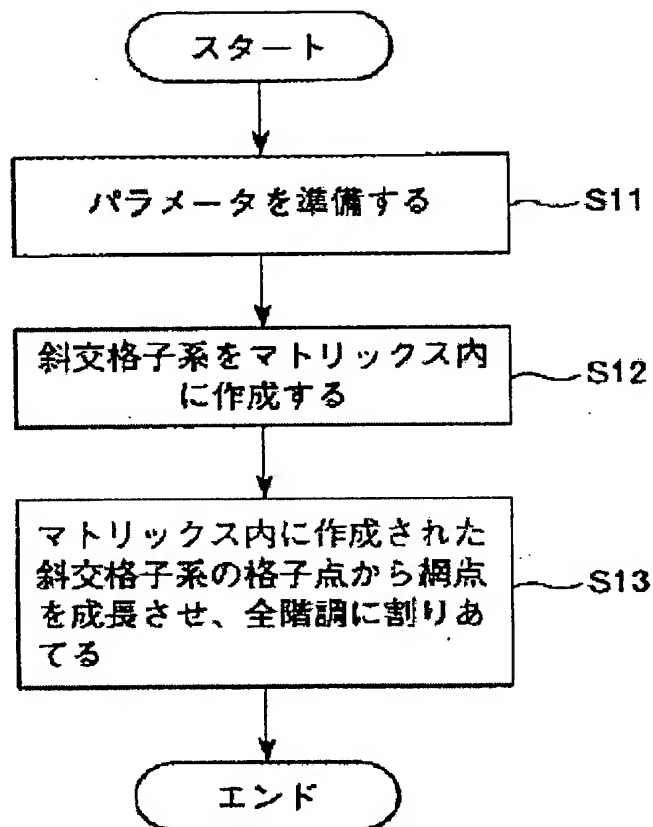 スタート
パラメータを準備する
S11
斜交格子系をマトリックス内
に作成する
S12
マトリックス内に作成された
斜交格子系の格子点から網点
を成長させ、全階調に割りあ
てる
S13
エンド